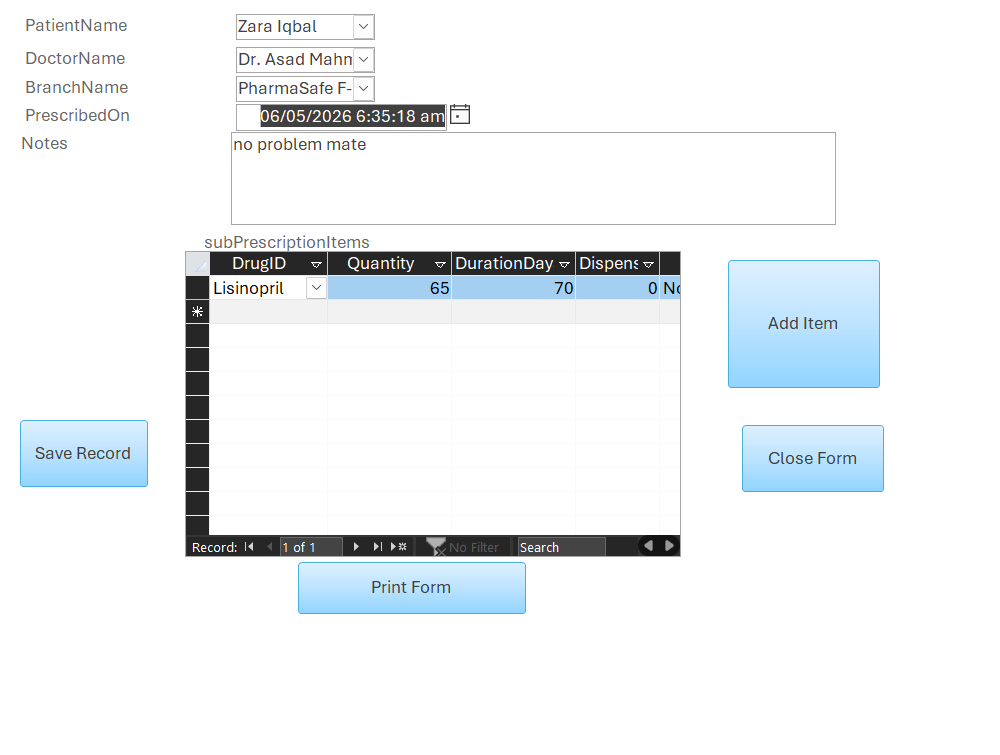 PatientName Zara Iqbal
DoctorName Dr. Asad Mahm
BranchName PharmaSafe F-
PrescribedOn 06/05/2026 6:35:18 am
Notes no problem mate
subPrescriptionItems
DrugID Quantity DurationDay Dispens
Lisinopril 65 70 0 No
Add Item
Save Record
Close Form
Record: 1 of 1 No Filter Search
Print Form